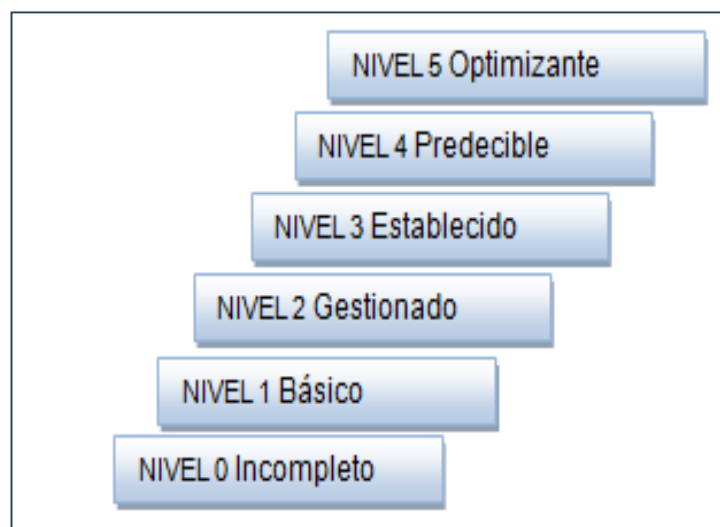 NIVEL 5 Optimizante
NIVEL 4 Predecible
NIVEL 3 Establecido
NIVEL 2 Gestionado
NIVEL 1 Básico
NIVEL 0 Incompleto